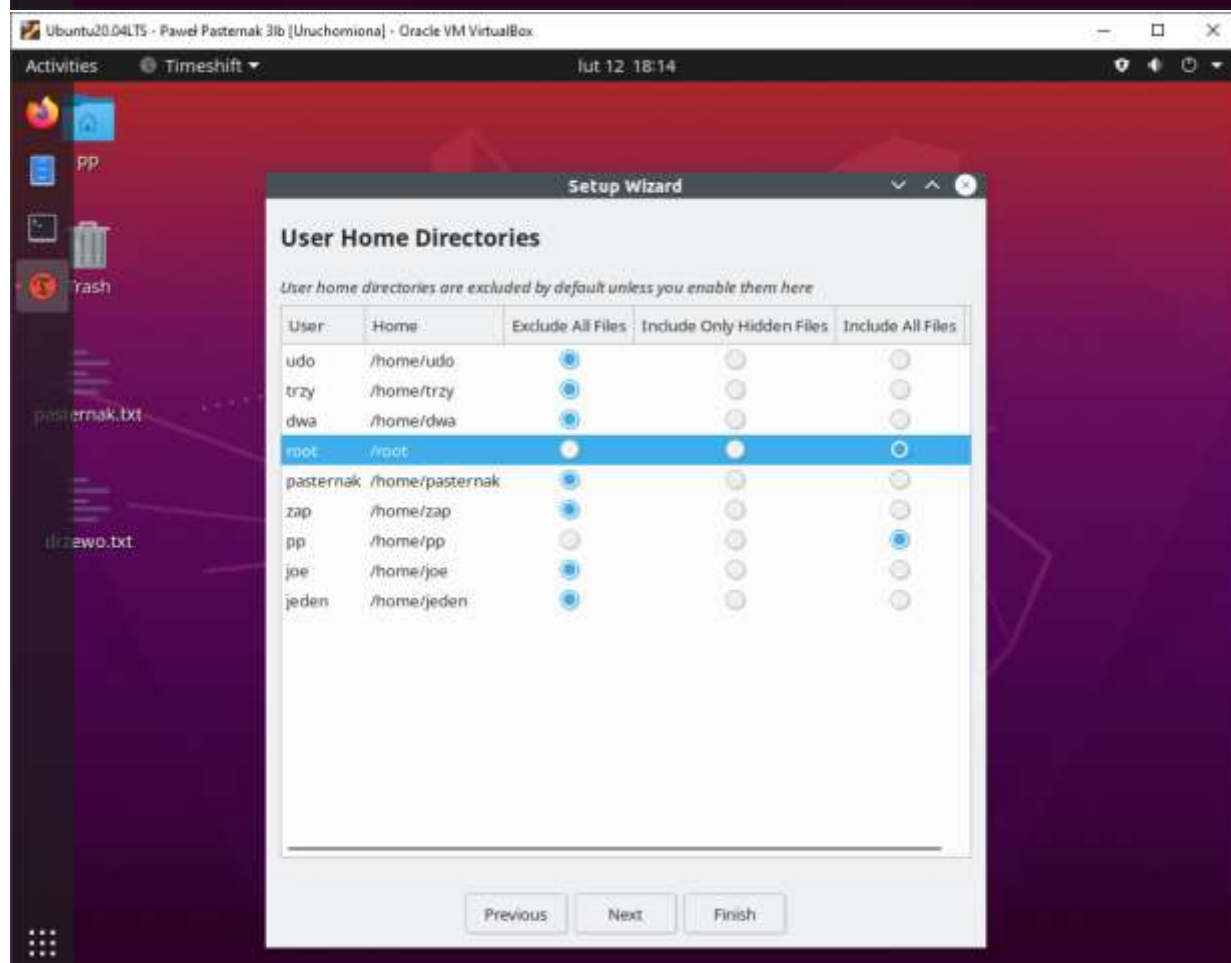 Ubuntu20.04LTS - Paweł Pasternak 3lb [Uruchomiona] - Oracle VM VirtualBox
Activities Timeshift lut 12 18:14
PP
Trash
pasternak.txt
drzewo.txt
Setup Wizard
User Home Directories
User home directories are excluded by default unless you enable them here
User Home Exclude All Files Include Only Hidden Files Include All Files
udo /home/udo
trzy /home/trzy
dwa /home/dwa
root /root
pasternak /home/pasternak
zap /home/zap
pp /home/pp
joe /home/joe
jeden /home/jeden
Previous Next Finish